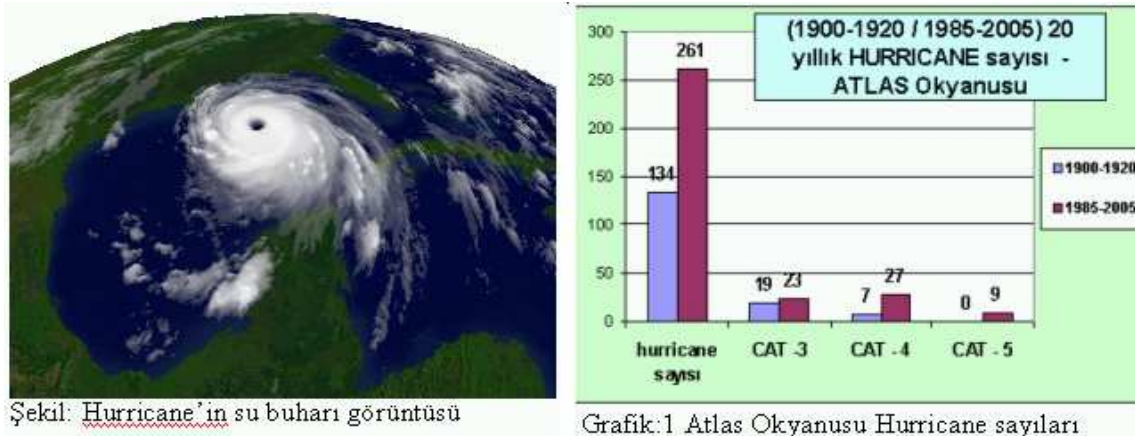 Şekil: Hurricane'in su buharı görüntüsü
(1900-1920 / 1985-2005) 20
yıllık HURRICANE sayısı -
ATLAS Okyanusu
300
250
200
150
100
50
0
134
261
19
23
7
27
0
9
hurricane
sayısı
CAT -3
CAT - 4
CAT - 5
1900-1920
1985-2005
Grafik:1 Atlas Okyanusu Hurricane sayıları